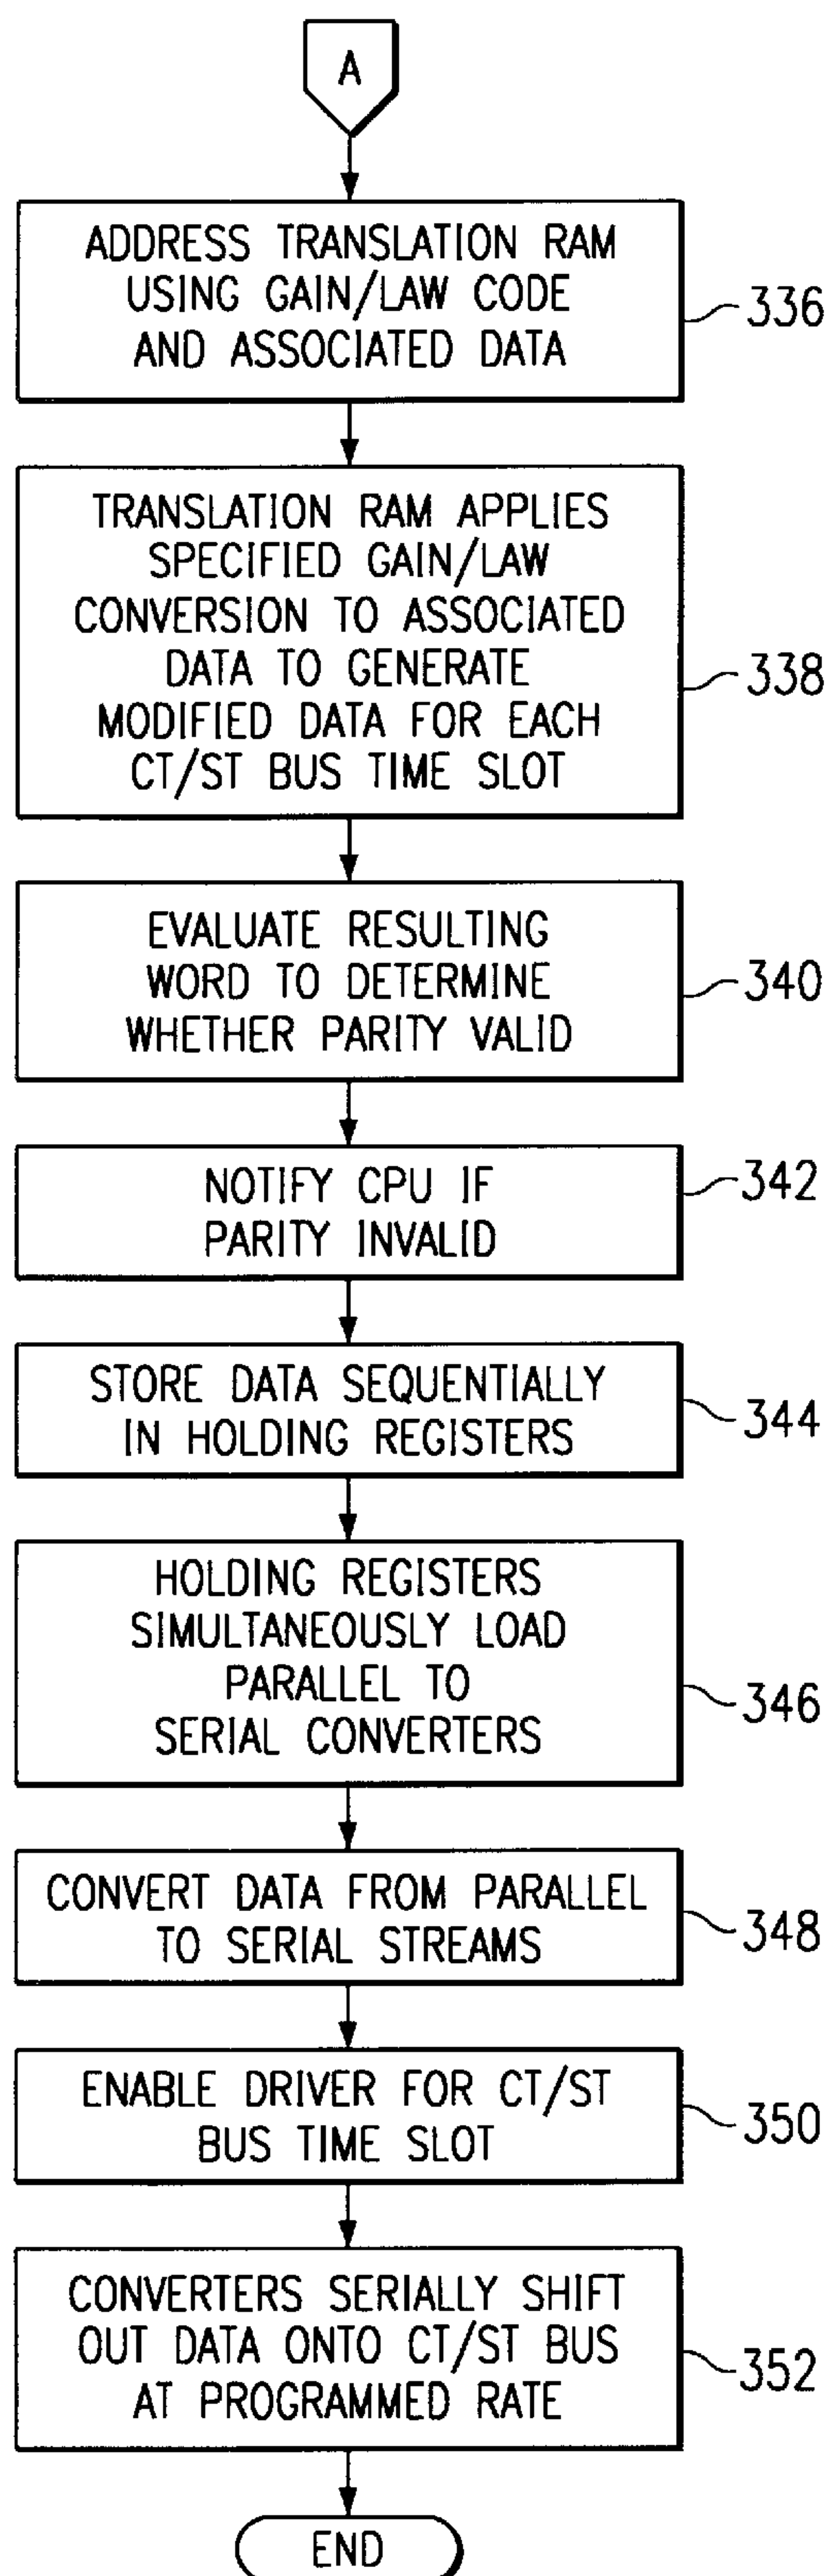 A
ADDRESS TRANSLATION RAM
USING GAIN/LAW CODE
AND ASSOCIATED DATA
336
TRANSLATION RAM APPLIES
SPECIFIED GAIN/LAW
CONVERSION TO ASSOCIATED
DATA TO GENERATE
MODIFIED DATA FOR EACH
CT/ST BUS TIME SLOT
338
EVALUATE RESULTING
WORD TO DETERMINE
WHETHER PARITY VALID
340
NOTIFY CPU IF
PARITY INVALID
342
STORE DATA SEQUENTIALLY
IN HOLDING REGISTERS
344
HOLDING REGISTERS
SIMULTANEOUSLY LOAD
PARALLEL TO
SERIAL CONVERTERS
346
CONVERT DATA FROM PARALLEL
TO SERIAL STREAMS
348
ENABLE DRIVER FOR CT/ST
BUS TIME SLOT
350
CONVERTERS SERIALLY SHIFT
OUT DATA ONTO CT/ST BUS
AT PROGRAMMED RATE
352
END